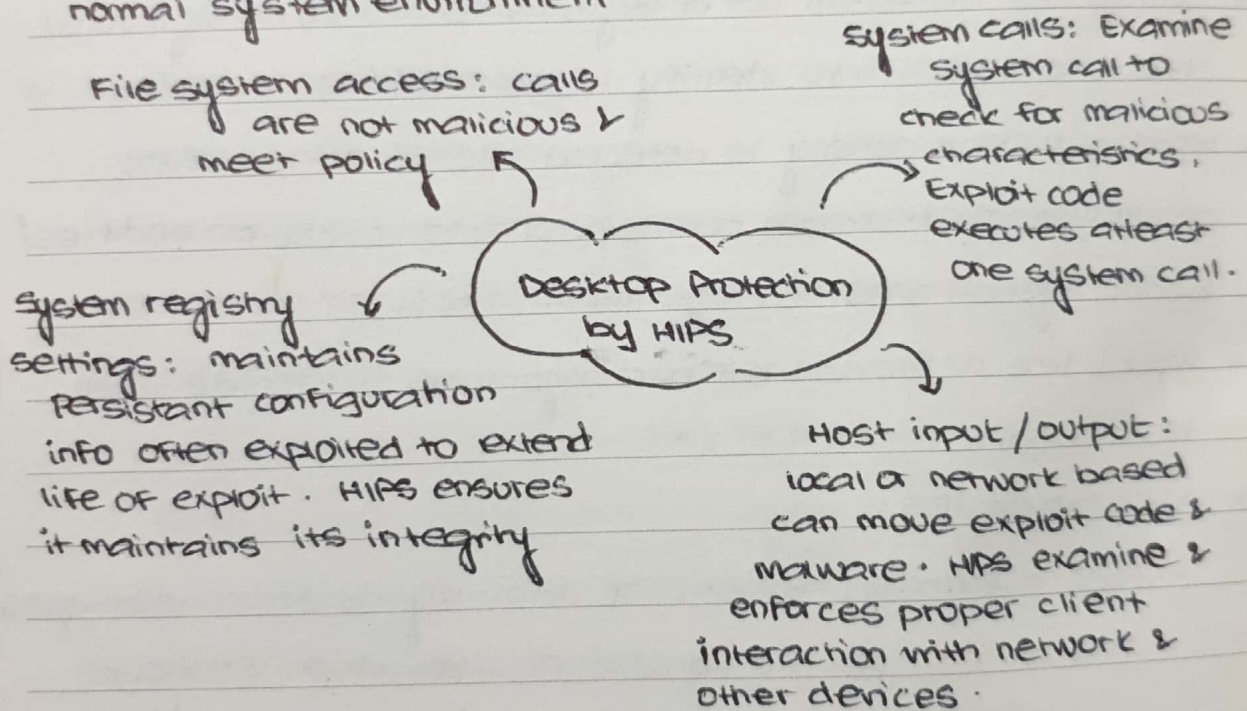 normal system environment
File system access: calls
are not malicious &
meet policy
system calls: Examine
system call to
check for malicious
characteristics.
Exploit code
executes atleast
one system call.
Desktop Protection
by HIPS
system registry
settings: maintains
persistant configuration
info often exploited to extend
life of exploit. HIPS ensures
it maintains its integrity
Host input/output:
local or network based
can move exploit code &
malware. HIPS examine &
enforces proper client
interaction with network &
other devices.